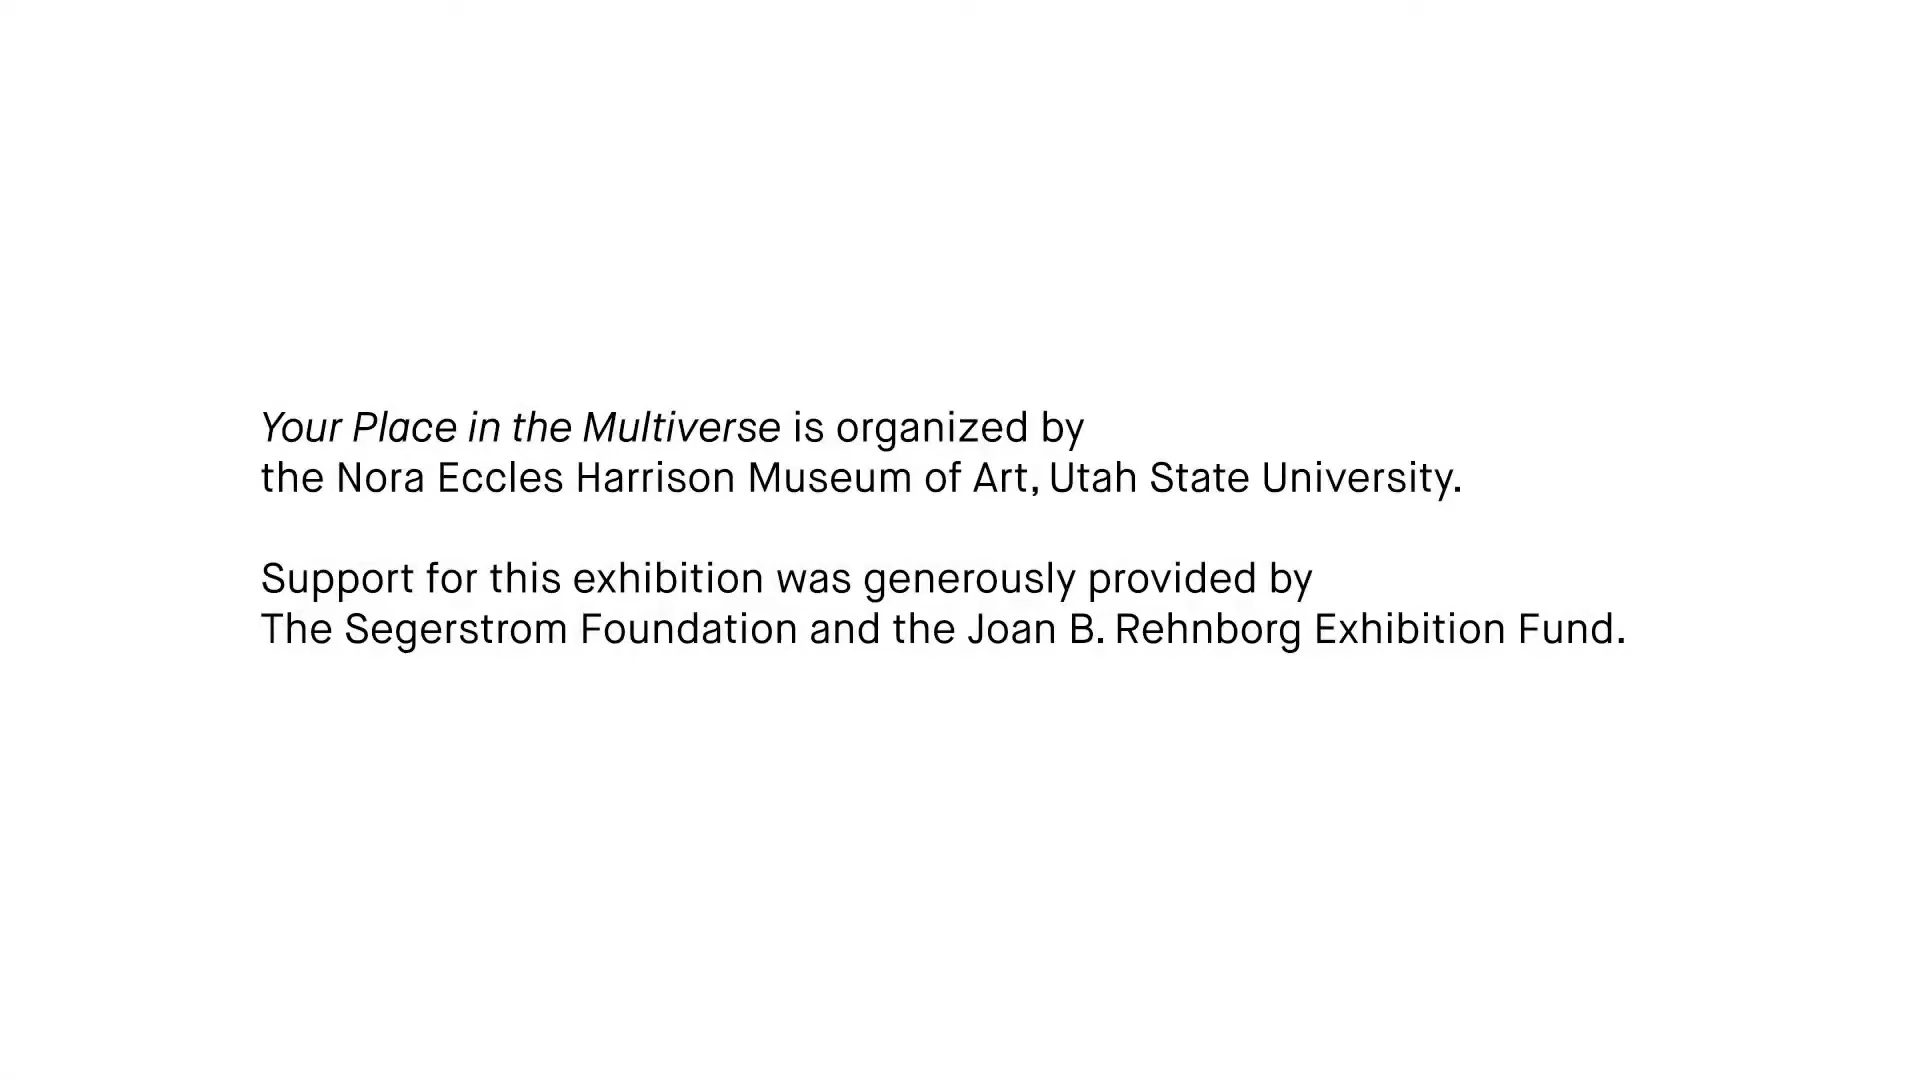 Your Place in the Multiverse is organized by
the Nora Eccles Harrison Museum of Art, Utah State University.
Support for this exhibition was generously provided by
The Segerstrom Foundation and the Joan B. Rehnborg Exhibition Fund.